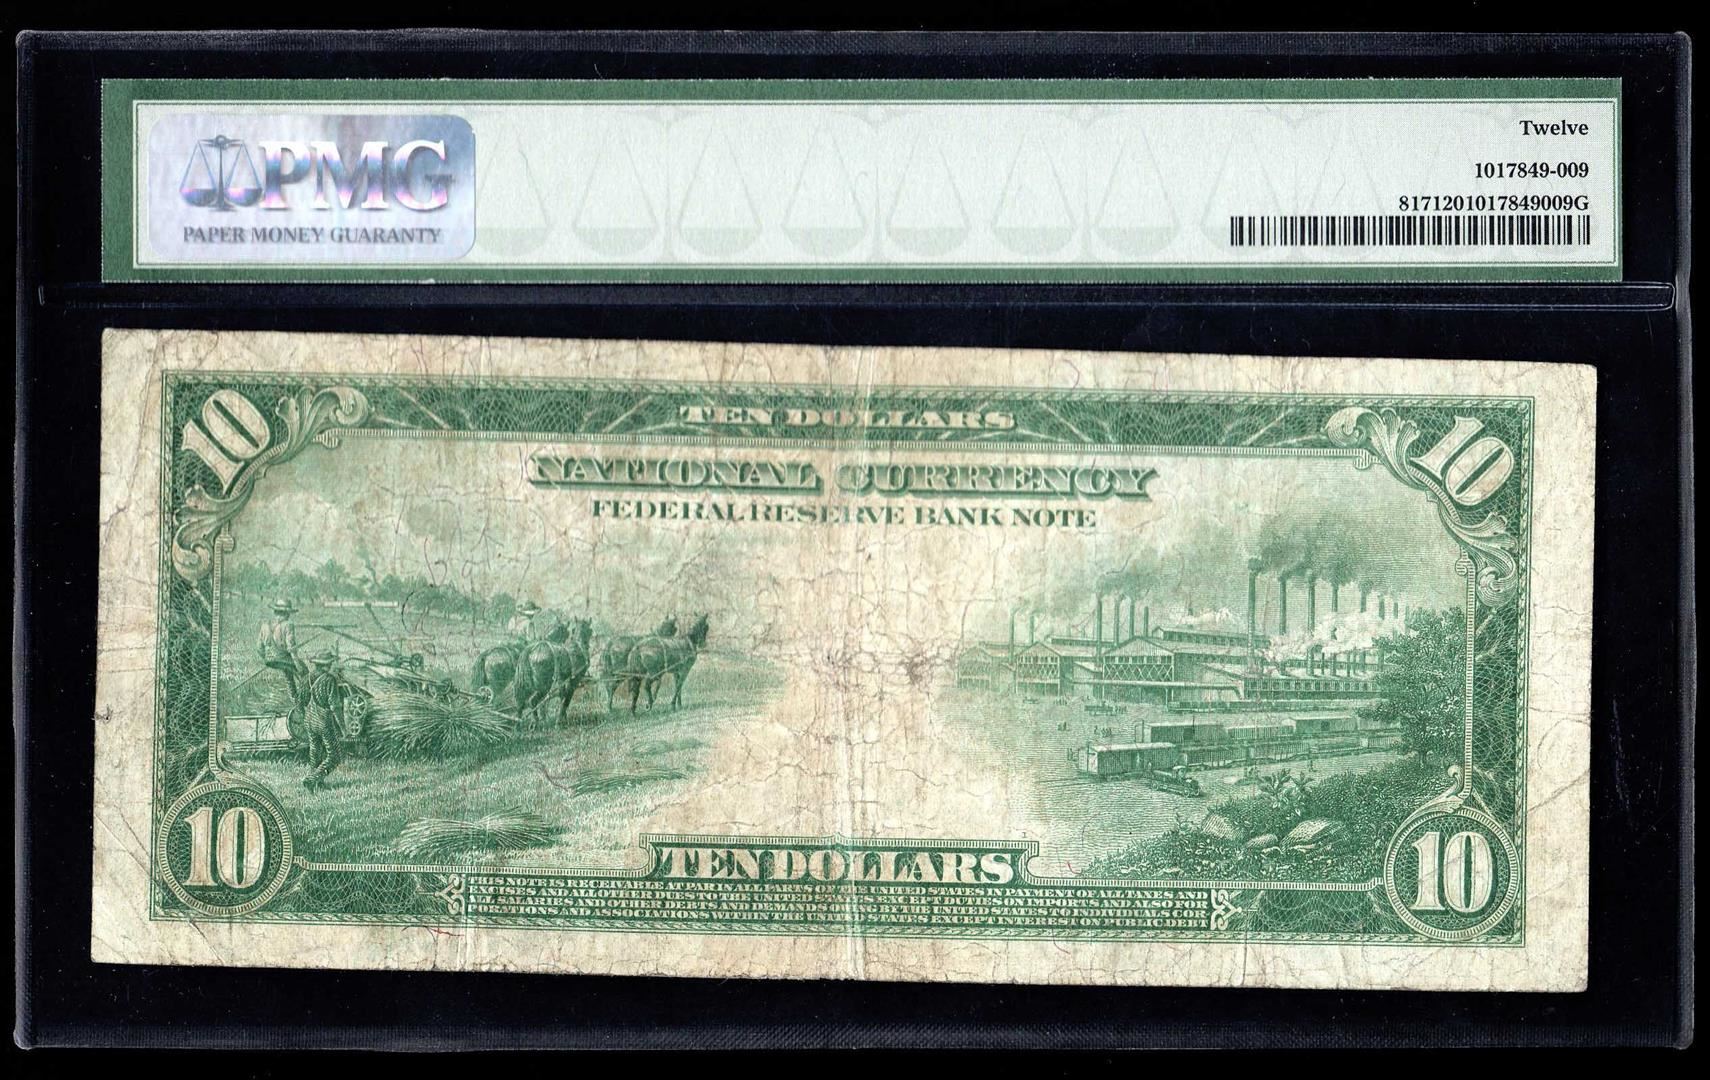 PMG
PAPER MONEY GUARANTY
Twelve
1017849-009
8171201017849009G
10
TEN DOLLARS
10
NATIONAL CURRENCY
FEDERAL RESERVE BANK NOTE
10
TEN DOLLARS
10
THIS NOTE IS RECEIVABLE AT PAR IN ALL PARTS OF THE UNITED STATES IN PAYMENT OF ALL TAXES AND
EXCISES AND ALL OTHER DUES TO THE UNITED STATES EXCEPT DUTIES ON IMPORTS AND ALSO FOR
ALL SALARIES AND OTHER DEBTS AND DEMANDS OWING BY THE UNITED STATES TO INDIVIDUALS COR-
PORATIONS AND ASSOCIATIONS WITHIN THE UNITED STATES EXCEPT INTEREST ON PUBLIC DEBT